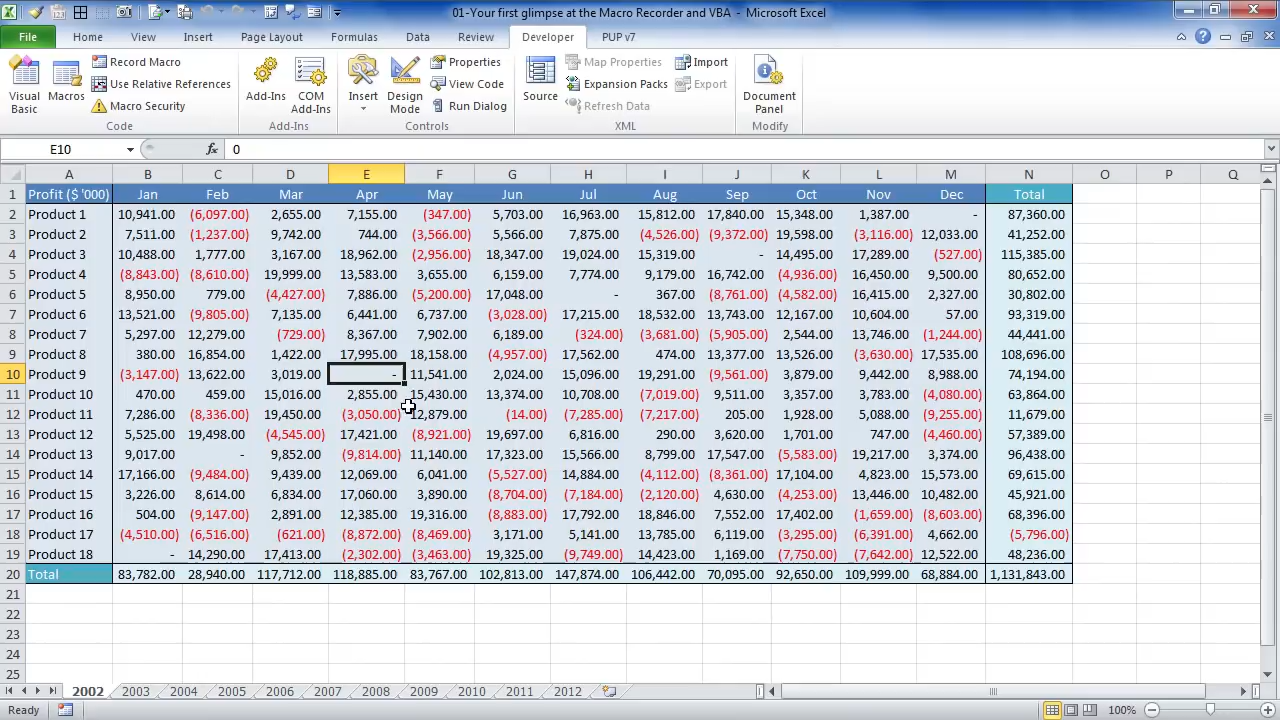 01-Your first glimpse at the Macro Recorder and VBA - Microsoft Excel
File Home View Insert Page Layout Formulas Data Review Developer PUP v7
Visual Basic
Macros
Record Macro
Use Relative References
Macro Security
Code
Add-Ins
COM Add-Ins
Add-Ins
Insert
Design Mode
Properties
View Code
Run Dialog
Controls
Source
Map Properties
Expansion Packs
Refresh Data
Import
Export
XML
Document Panel
Modify
E10 fx 0
A B C D E F G H I J K L M N O P Q
1 Profit ($ '000) Jan Feb Mar Apr May Jun Jul Aug Sep Oct Nov Dec Total
2 Product 1 10,941.00 (6,097.00) 2,655.00 7,155.00 (347.00) 5,703.00 16,963.00 15,812.00 17,840.00 15,348.00 1,387.00 - 87,360.00
3 Product 2 7,511.00 (1,237.00) 9,742.00 744.00 (3,566.00) 5,566.00 7,875.00 (4,526.00) (9,372.00) 19,598.00 (3,116.00) 12,033.00 41,252.00
4 Product 3 10,488.00 1,777.00 3,167.00 18,962.00 (2,956.00) 18,347.00 19,024.00 15,319.00 - 14,495.00 17,289.00 (527.00) 115,385.00
5 Product 4 (8,843.00) (8,610.00) 19,999.00 13,583.00 3,655.00 6,159.00 7,774.00 9,179.00 16,742.00 (4,936.00) 16,450.00 9,500.00 80,652.00
6 Product 5 8,950.00 779.00 (4,427.00) 7,886.00 (5,200.00) 17,048.00 - 367.00 (8,761.00) (4,582.00) 16,415.00 2,327.00 30,802.00
7 Product 6 13,521.00 (9,805.00) 7,135.00 6,441.00 6,737.00 (3,028.00) 17,215.00 18,532.00 13,743.00 12,167.00 10,604.00 57.00 93,319.00
8 Product 7 5,297.00 12,279.00 (729.00) 8,367.00 7,902.00 6,189.00 (324.00) (3,681.00) (5,905.00) 2,544.00 13,746.00 (1,244.00) 44,441.00
9 Product 8 380.00 16,854.00 1,422.00 17,995.00 18,158.00 (4,957.00) 17,562.00 474.00 13,377.00 13,526.00 (3,630.00) 17,535.00 108,696.00
10 Product 9 (3,147.00) 13,622.00 3,019.00 - 11,541.00 2,024.00 15,096.00 19,291.00 (9,561.00) 3,879.00 9,442.00 8,988.00 74,194.00
11 Product 10 470.00 459.00 15,016.00 2,855.00 15,430.00 13,374.00 10,708.00 (7,019.00) 9,511.00 3,357.00 3,783.00 (4,080.00) 63,864.00
12 Product 11 7,286.00 (8,336.00) 19,450.00 (3,050.00) 12,879.00 (14.00) (7,285.00) (7,217.00) 205.00 1,928.00 5,088.00 (9,255.00) 11,679.00
13 Product 12 5,525.00 19,498.00 (4,545.00) 17,421.00 (8,921.00) 19,697.00 6,816.00 290.00 3,620.00 1,701.00 747.00 (4,460.00) 57,389.00
14 Product 13 9,017.00 - 9,852.00 (9,814.00) 11,140.00 17,323.00 15,566.00 8,799.00 17,547.00 (5,583.00) 19,217.00 3,374.00 96,438.00
15 Product 14 17,166.00 (9,484.00) 9,439.00 12,069.00 6,041.00 (5,527.00) 14,884.00 (4,112.00) (8,361.00) 17,104.00 4,823.00 15,573.00 69,615.00
16 Product 15 3,226.00 8,614.00 6,834.00 17,060.00 3,890.00 (8,704.00) (7,184.00) (2,120.00) 4,630.00 (4,253.00) 13,446.00 10,482.00 45,921.00
17 Product 16 504.00 (9,147.00) 2,891.00 12,385.00 19,316.00 (8,883.00) 17,792.00 18,846.00 7,552.00 17,402.00 (1,659.00) (8,603.00) 68,396.00
18 Product 17 (4,510.00) (6,516.00) (621.00) (8,872.00) (8,469.00) 3,171.00 5,141.00 13,785.00 6,119.00 (3,295.00) (6,391.00) 4,662.00 (5,796.00)
19 Product 18 - 14,290.00 17,413.00 (2,302.00) (3,463.00) 19,325.00 (9,749.00) 14,423.00 1,169.00 (7,750.00) (7,642.00) 12,522.00 48,236.00
20 Total 83,782.00 28,940.00 117,712.00 118,885.00 83,767.00 102,813.00 147,874.00 106,442.00 70,095.00 92,650.00 109,999.00 68,884.00 1,131,843.00
21
22
23
24
25
2002 2003 2004 2005 2006 2007 2008 2009 2010 2011 2012
Ready 100%